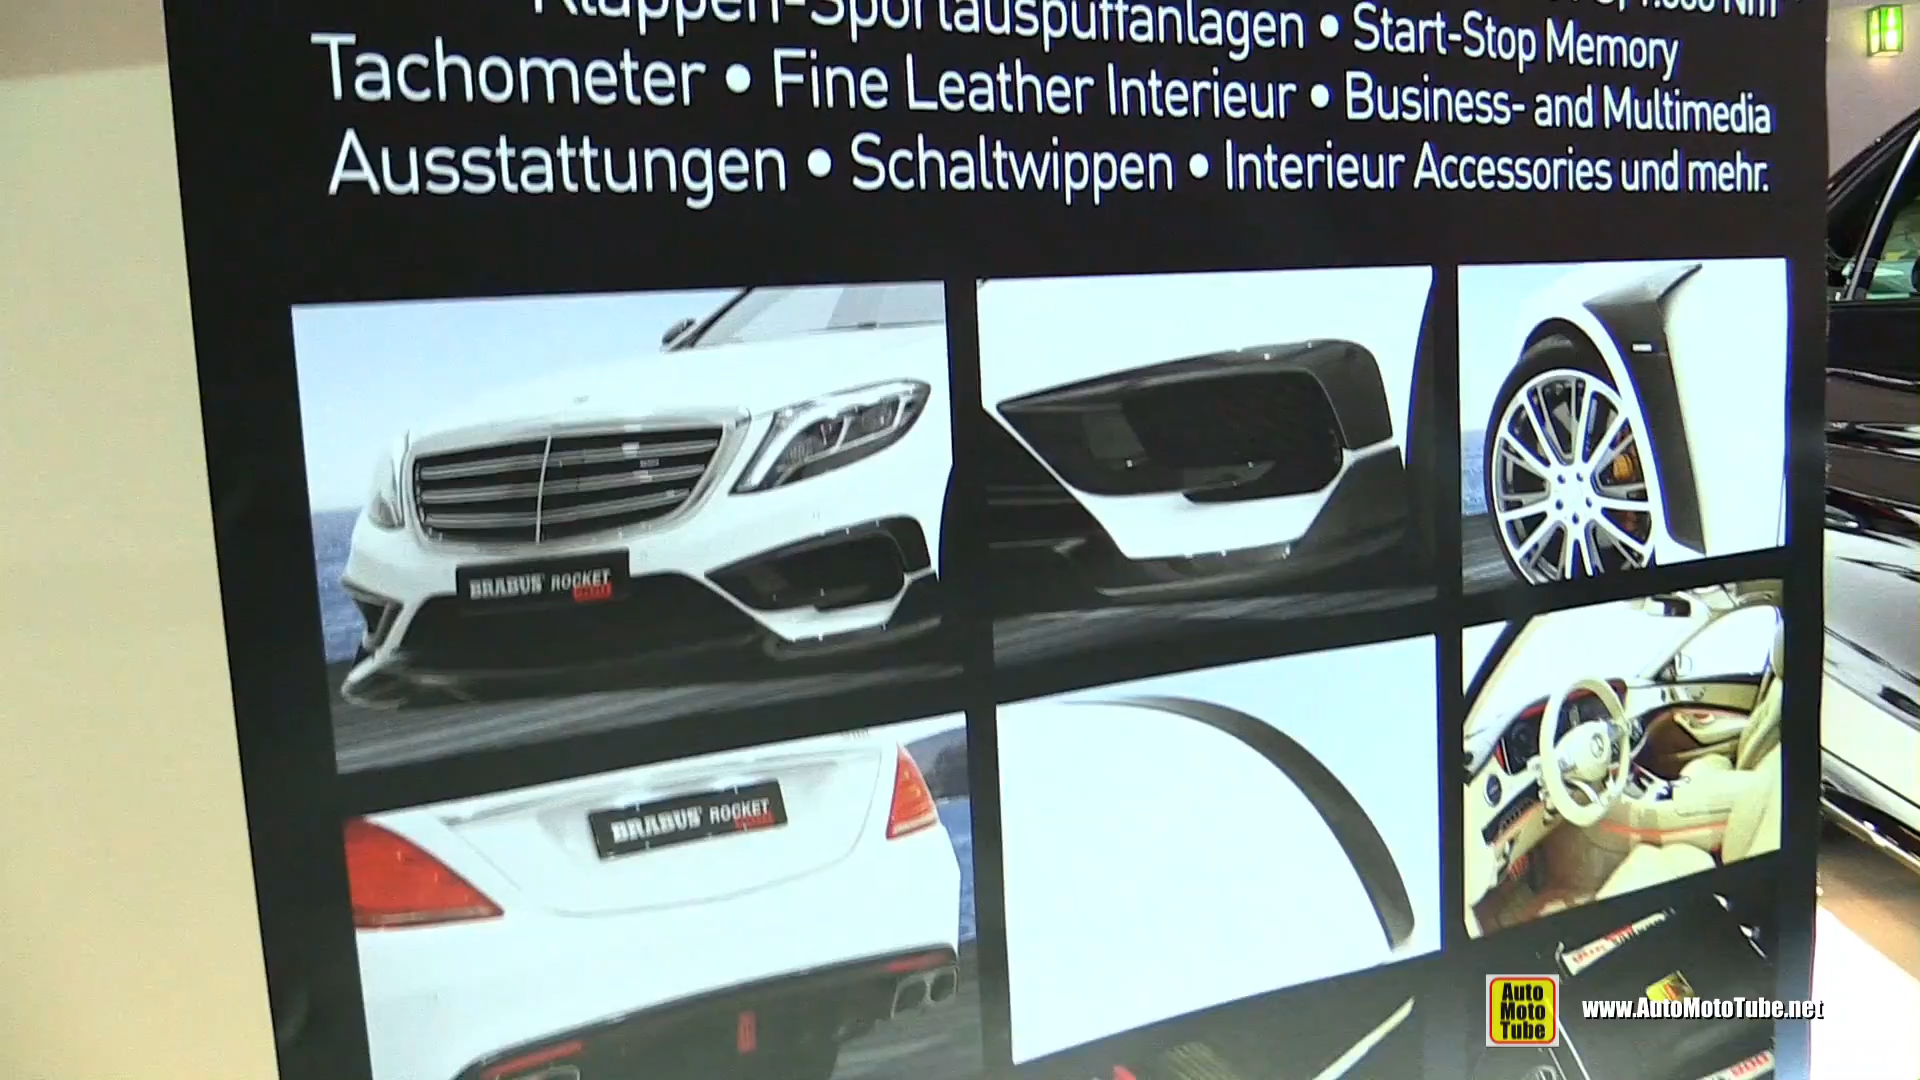 Klappen-Sportauspuffanlagen • Start-Stop Memory
Tachometer • Fine Leather Interieur • Business- and Multimedia
Ausstattungen • Schaltwippen • Interieur Accessories und mehr.
BRABUS ROCKET
BRABUS ROCKET
Auto
Moto
Tube
www.AutoMotoTube.net